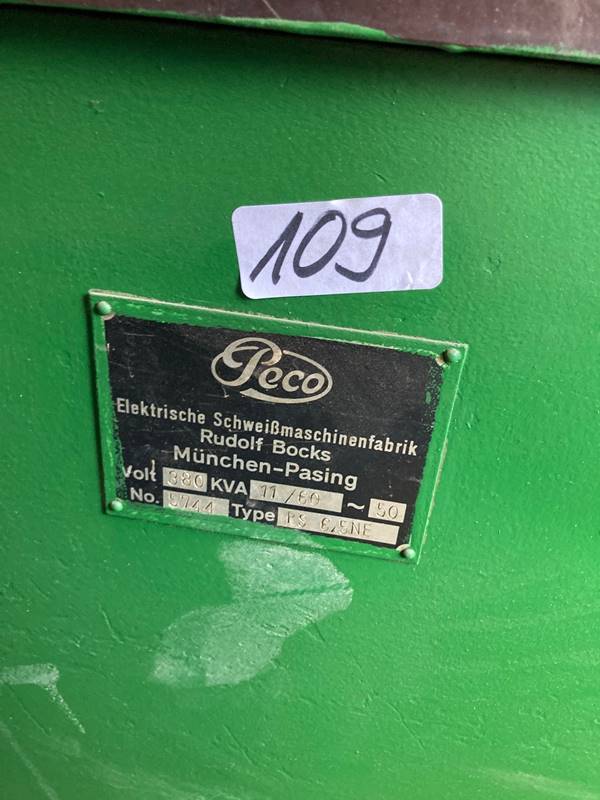 109
Peco
Elektrische Schweißmaschinenfabrik
Rudolf Bocks
München-Pasing
Volt 380 KVA 11/60 ~ 50
No. 5744 Type PS 6,5NE